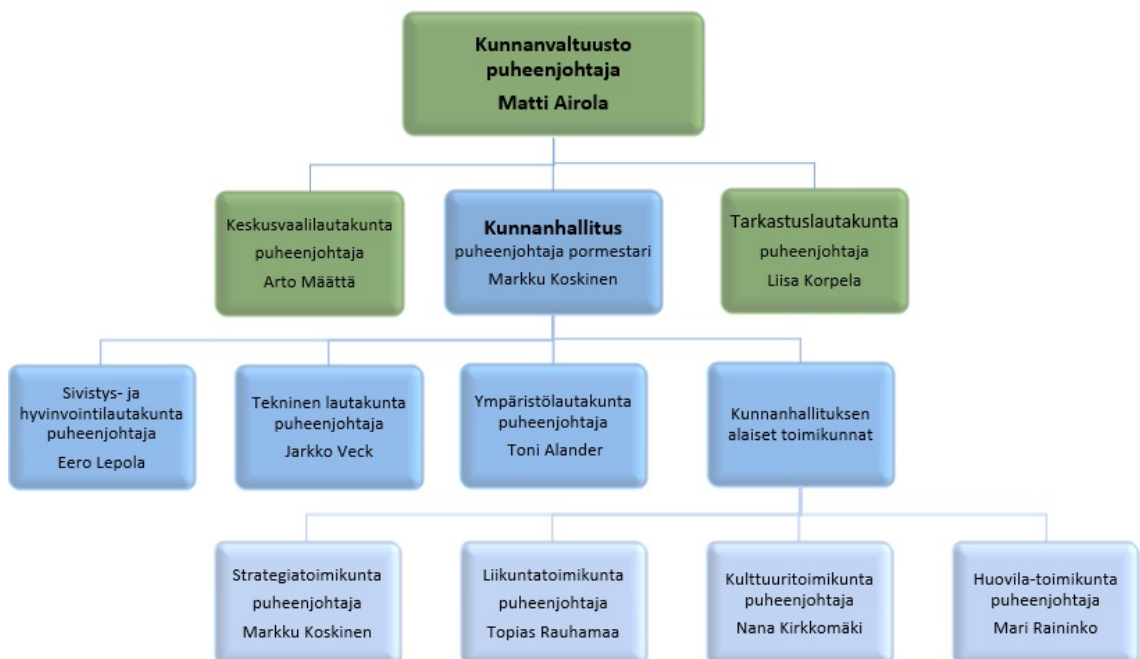 Kunnanvaltuusto
puheenjohtaja
Matti Airola
Keskusvaalilautakunta
puheenjohtaja
Arto Määttä
Kunnanhallitus
puheenjohtaja pormestari
Markku Koskinen
Tarkastuslautakunta
puheenjohtaja
Liisa Korpela
Sivistys- ja
hyvinvointilautakunta
puheenjohtaja
Eero Lepola
Tekninen lautakunta
puheenjohtaja
Jarkko Veck
Ympäristölautakunta
puheenjohtaja
Toni Alander
Kunnanhallituksen
alaiset toimikunnat
Strategiatoimikunta
puheenjohtaja
Markku Koskinen
Liikuntatoimikunta
puheenjohtaja
Topias Rauhamaa
Kulttuuritoimikunta
puheenjohtaja
Nana Kirkkomäki
Huovila-toimikunta
puheenjohtaja
Mari Raininko